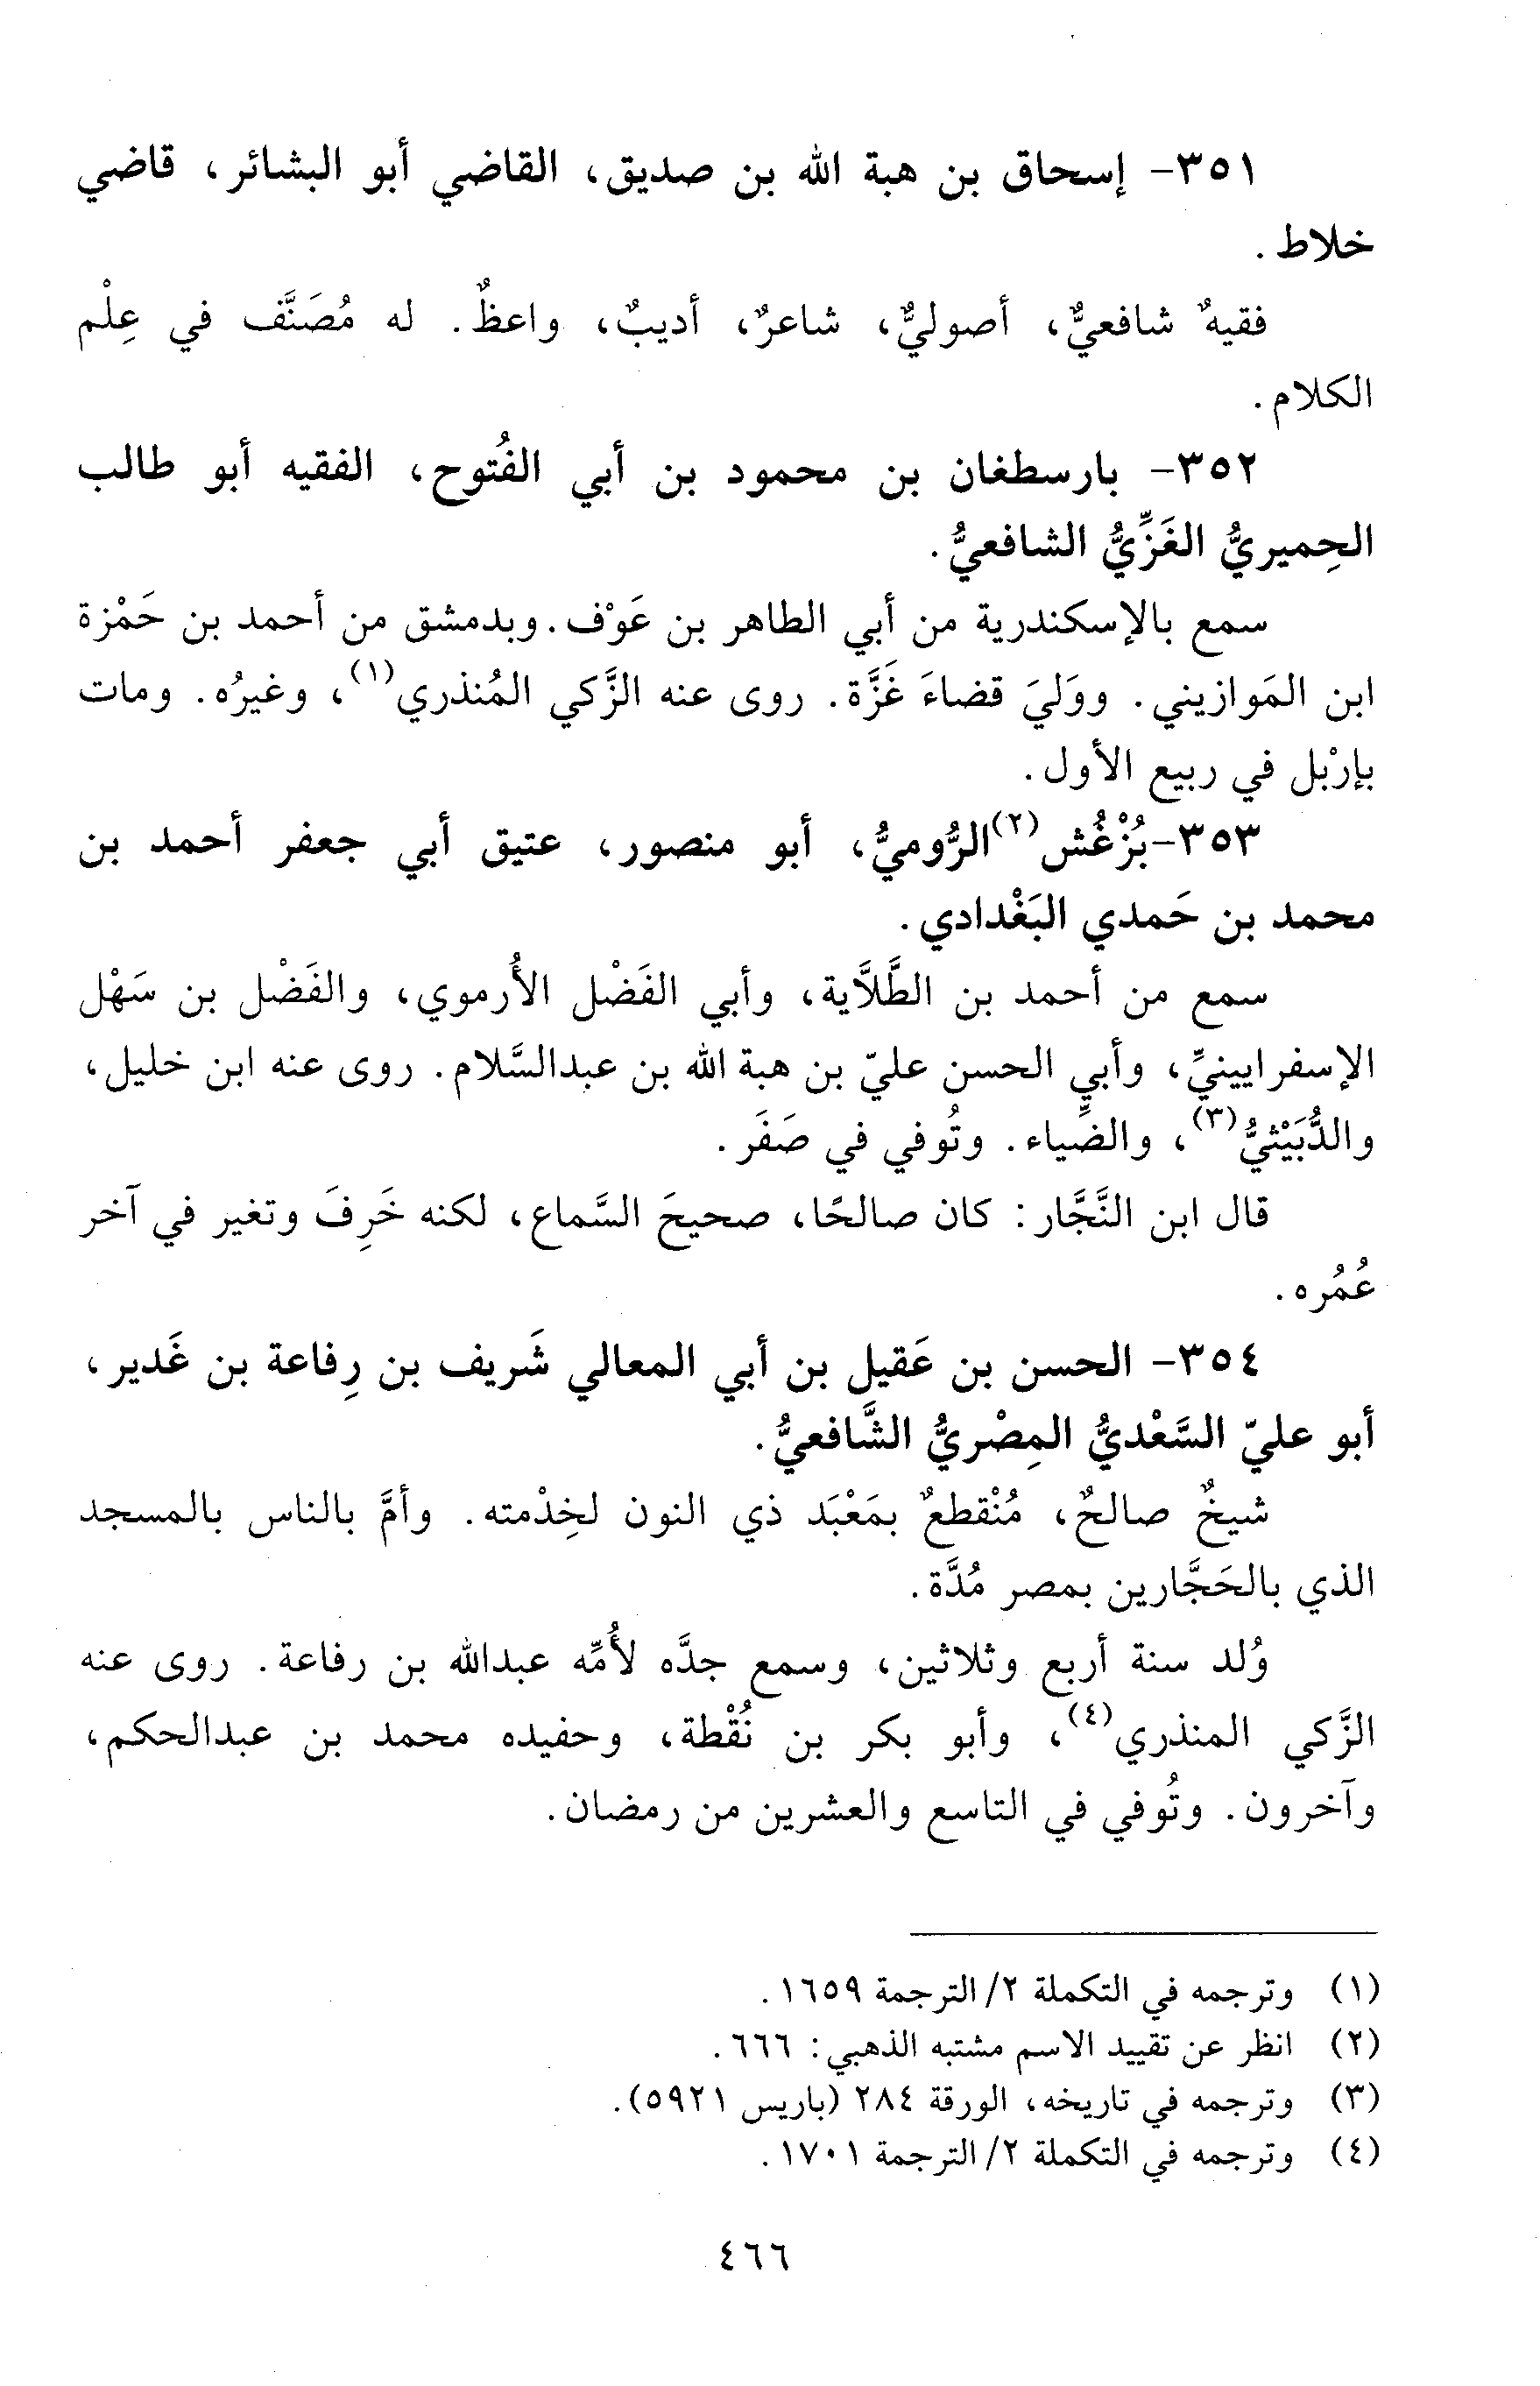 ٣٥١- إسحاق بن هبة الله بن صديق، القاضي أبو البشائر، قاضي
خلاط.
فقيهٌ شافعيٌّ، أصوليٌّ، شاعرٌ، أديبٌ، واعظٌ. له مُصَنَّف في عِلْم
الكلام.
٣٥٢- بارسطغان بن محمود بن أبي الفُتوح، الفقيه أبو طالب
الحِميريُّ الغَزِّيُّ الشافعيُّ.
سمع بالإسكندرية من أبي الطاهر بن عَوْف. وبدمشق من أحمد بن حَمْزة
ابن المَوازيني. ووَليَ قضاءَ غَزَّة. روى عنه الزَّكي المُنذري(١)، وغيرُه. ومات
بإرْبل في ربيع الأول.
٣٥٣-بُزْغُش(٢)الرُّوميُّ، أبو منصور، عتيق أبي جعفر أحمد بن
محمد بن حَمدي البَغْدادي.
سمع من أحمد بن الطَّلاَّية، وأبي الفَضْل الأُرموي، والفَضْل بن سَهْل
الإسفرايينيِّ، وأبي الحسن عليّ بن هبة الله بن عبدالسَّلام. روى عنه ابن خليل،
والدُّبَيْثيُّ(٣)، والضِّياء. وتُوفي في صَفَر.
قال ابن النَّجَّار: كان صالحًا، صحيحَ السَّماع، لكنه خَرِفَ وتغير في آخر
عُمُره.
٣٥٤- الحسن بن عَقيل بن أبي المعالي شَريف بن رِفاعة بن غَدير،
أبو عليّ السَّعْديُّ المِصْريُّ الشَّافعيُّ.
شيخٌ صالحٌ، مُنْقطعٌ بمَعْبَد ذي النون لخِدْمته. وأمَّ بالناس بالمسجد
الذي بالحَجَّارين بمصر مُدَّة.
وُلد سنة أربع وثلاثين، وسمع جدَّه لأُمِّه عبدالله بن رفاعة. روى عنه
الزَّكي المنذري(٤)، وأبو بكر بن نُقْطة، وحفيده محمد بن عبدالحكم،
وآخرون. وتُوفي في التاسع والعشرين من رمضان.
(١) وترجمه في التكملة ٢/ الترجمة ١٦٥٩.
(٢) انظر عن تقييد الاسم مشتبه الذهبي: ٦٦٦.
(٣) وترجمه في تاريخه، الورقة ٢٨٤ (باريس ٥٩٢١).
(٤) وترجمه في التكملة ٢/ الترجمة ١٧٠١.
٤٦٦